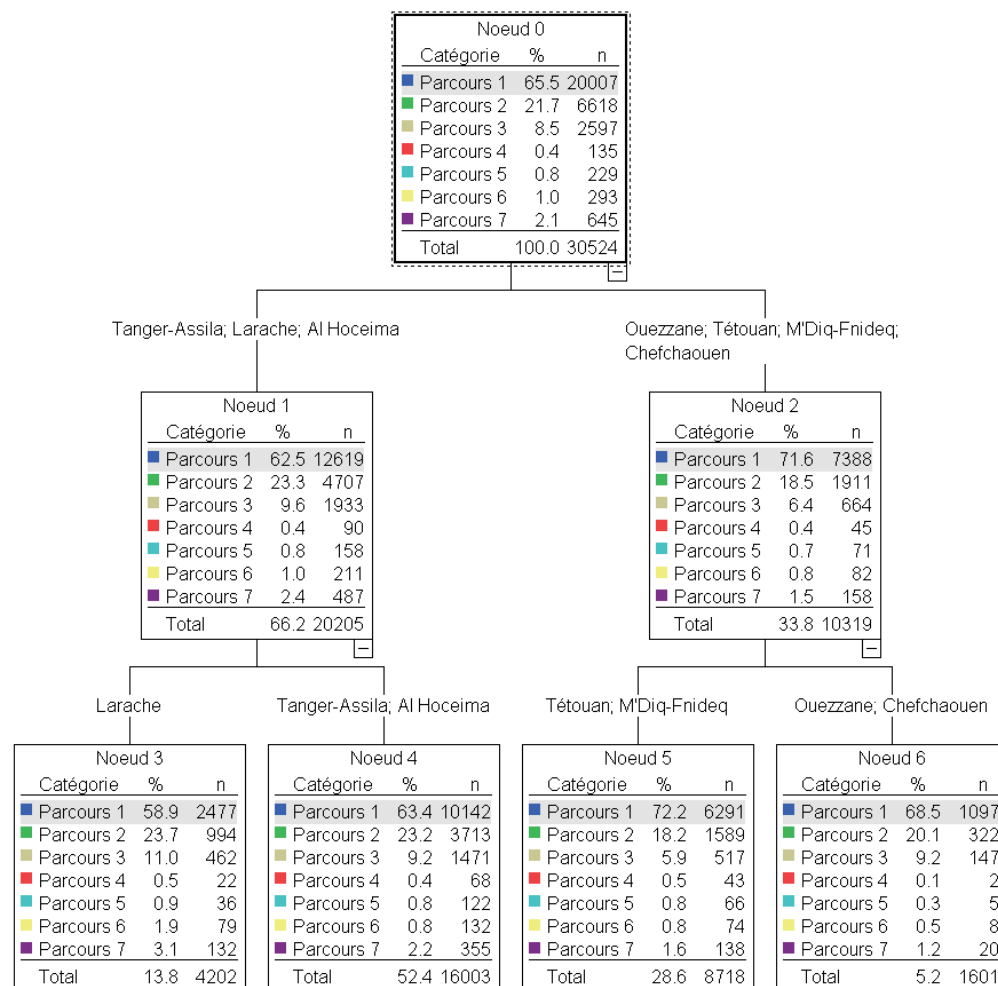 Noeud 0
Catégorie % n
Parcours 1 65.5 20007
Parcours 2 21.7 6618
Parcours 3 8.5 2597
Parcours 4 0.4 135
Parcours 5 0.8 229
Parcours 6 1.0 293
Parcours 7 2.1 645
Total 100.0 30524
Tanger-Assila; Larache; Al Hoceima
Ouezzane; Tétouan; M'Diq-Fnideq;
Chefchaouen
Noeud 1
Catégorie % n
Parcours 1 62.5 12619
Parcours 2 23.3 4707
Parcours 3 9.6 1933
Parcours 4 0.4 90
Parcours 5 0.8 158
Parcours 6 1.0 211
Parcours 7 2.4 487
Total 66.2 20205
Noeud 2
Catégorie % n
Parcours 1 71.6 7388
Parcours 2 18.5 1911
Parcours 3 6.4 664
Parcours 4 0.4 45
Parcours 5 0.7 71
Parcours 6 0.8 82
Parcours 7 1.5 158
Total 33.8 10319
Larache
Tanger-Assila; Al Hoceima
Tétouan; M'Diq-Fnideq
Ouezzane; Chefchaouen
Noeud 3
Catégorie % n
Parcours 1 58.9 2477
Parcours 2 23.7 994
Parcours 3 11.0 462
Parcours 4 0.5 22
Parcours 5 0.9 36
Parcours 6 1.9 79
Parcours 7 3.1 132
Total 13.8 4202
Noeud 4
Catégorie % n
Parcours 1 63.4 10142
Parcours 2 23.2 3713
Parcours 3 9.2 1471
Parcours 4 0.4 68
Parcours 5 0.8 122
Parcours 6 0.8 132
Parcours 7 2.2 355
Total 52.4 16003
Noeud 5
Catégorie % n
Parcours 1 72.2 6291
Parcours 2 18.2 1589
Parcours 3 5.9 517
Parcours 4 0.5 43
Parcours 5 0.8 66
Parcours 6 0.8 74
Parcours 7 1.6 138
Total 28.6 8718
Noeud 6
Catégorie % n
Parcours 1 68.5 1097
Parcours 2 20.1 322
Parcours 3 9.2 147
Parcours 4 0.1 2
Parcours 5 0.3 5
Parcours 6 0.5 8
Parcours 7 1.2 20
Total 5.2 1601